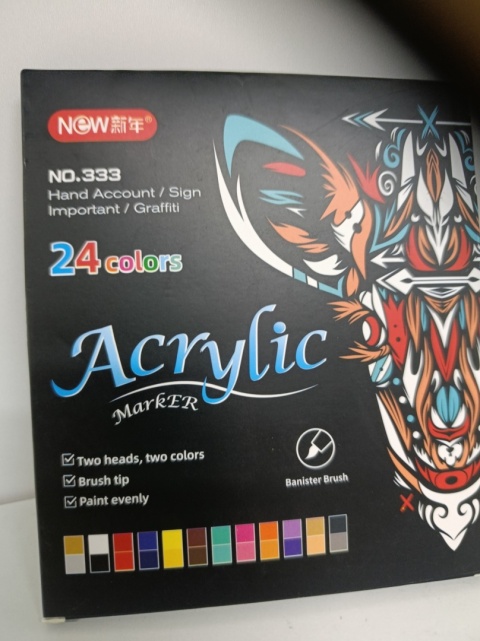 New新年®
NO.333
Hand Account / Sign
Important / Graffiti
24 colors
Acrylic
MarkER
Two heads, two colors
Brush tip
Paint evenly
Banister Brush